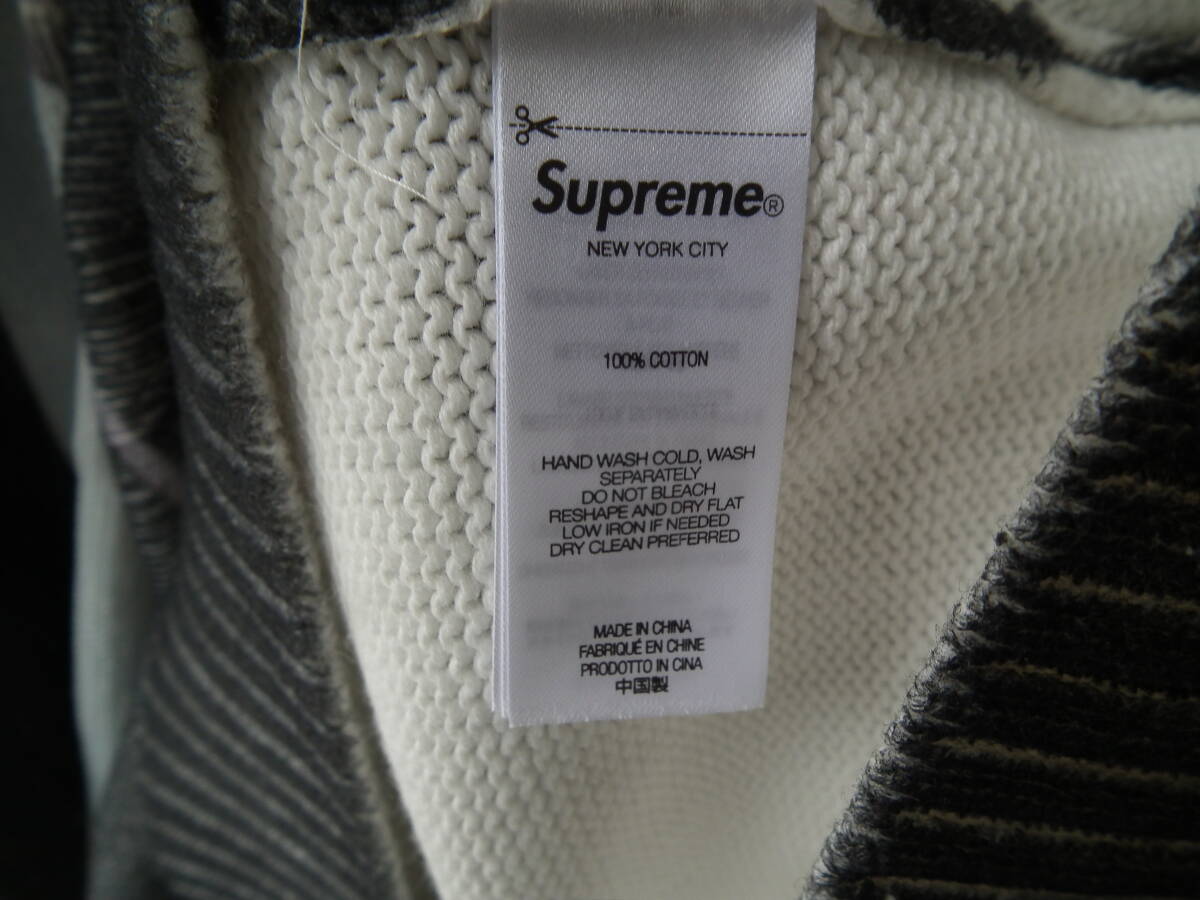 Supreme®
NEW YORK CITY
100% COTTON
HAND WASH COLD, WASH
SEPARATELY
DO NOT BLEACH
RESHAPE AND DRY FLAT
LOW IRON IF NEEDED
DRY CLEAN PREFERRED
MADE IN CHINA
FABRIQUÉ EN CHINE
PRODOTTO IN CINA
中国製